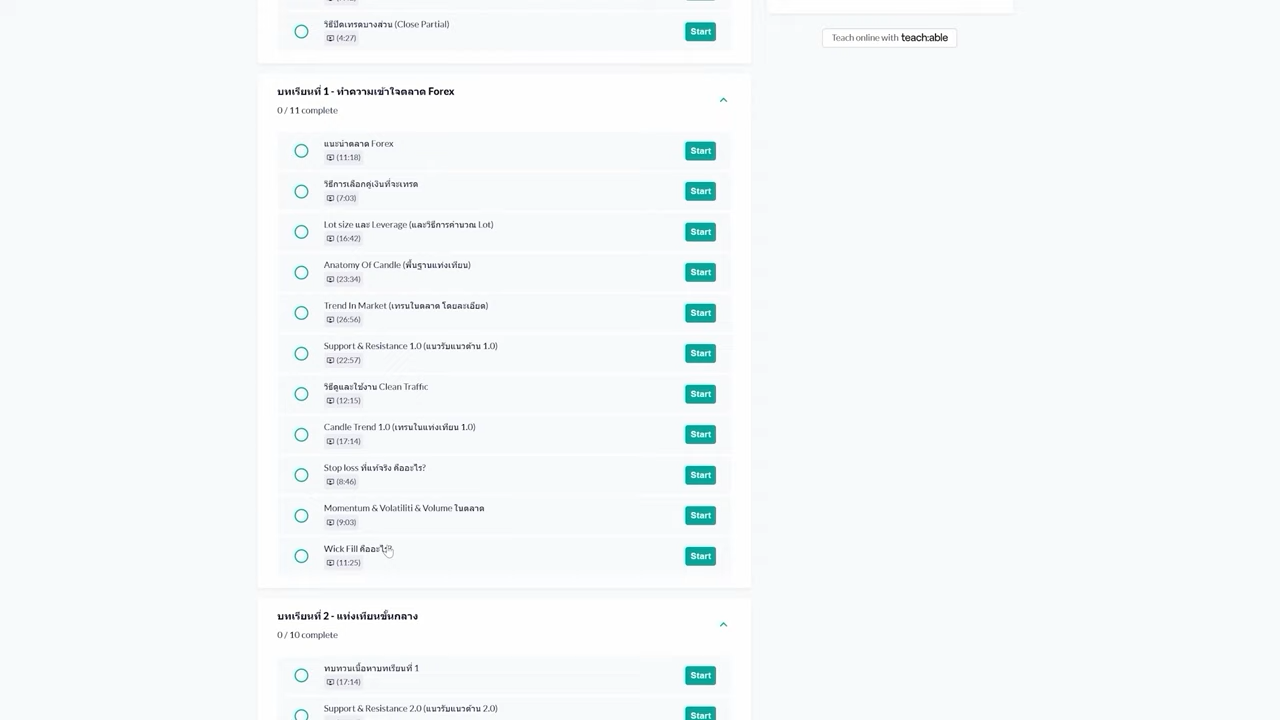 วิธีปิดเทรดบางส่วน (Close Partial)
(4:27)
Start
Teach online with teach:able
บทเรียนที่ 1 - ทำความเข้าใจตลาด Forex
0 / 11 complete
แนะนำตลาด Forex
(11:18)
Start
วิธีการเลือกคู่เงินที่จะเทรด
(7:03)
Start
Lot size และ Leverage (และวิธีการคำนวณ Lot)
(16:42)
Start
Anatomy Of Candle (พื้นฐานแท่งเทียน)
(23:34)
Start
Trend In Market (เทรนในตลาด โดยละเอียด)
(26:56)
Start
Support & Resistance 1.0 (แนวรับแนวต้าน 1.0)
(22:57)
Start
วิธีดูและใช้งาน Clean Traffic
(12:15)
Start
Candle Trend 1.0 (เทรนในแท่งเทียน 1.0)
(17:14)
Start
Stop loss ที่แท้จริง คืออะไร?
(8:46)
Start
Momentum & Volatiliti & Volume ในตลาด
(9:03)
Start
Wick Fill คืออะไร?
(11:25)
Start
บทเรียนที่ 2 - แท่งเทียนขั้นกลาง
0 / 10 complete
ทบทวนเนื้อหาบทเรียนที่ 1
(17:14)
Start
Support & Resistance 2.0 (แนวรับแนวต้าน 2.0)
Start